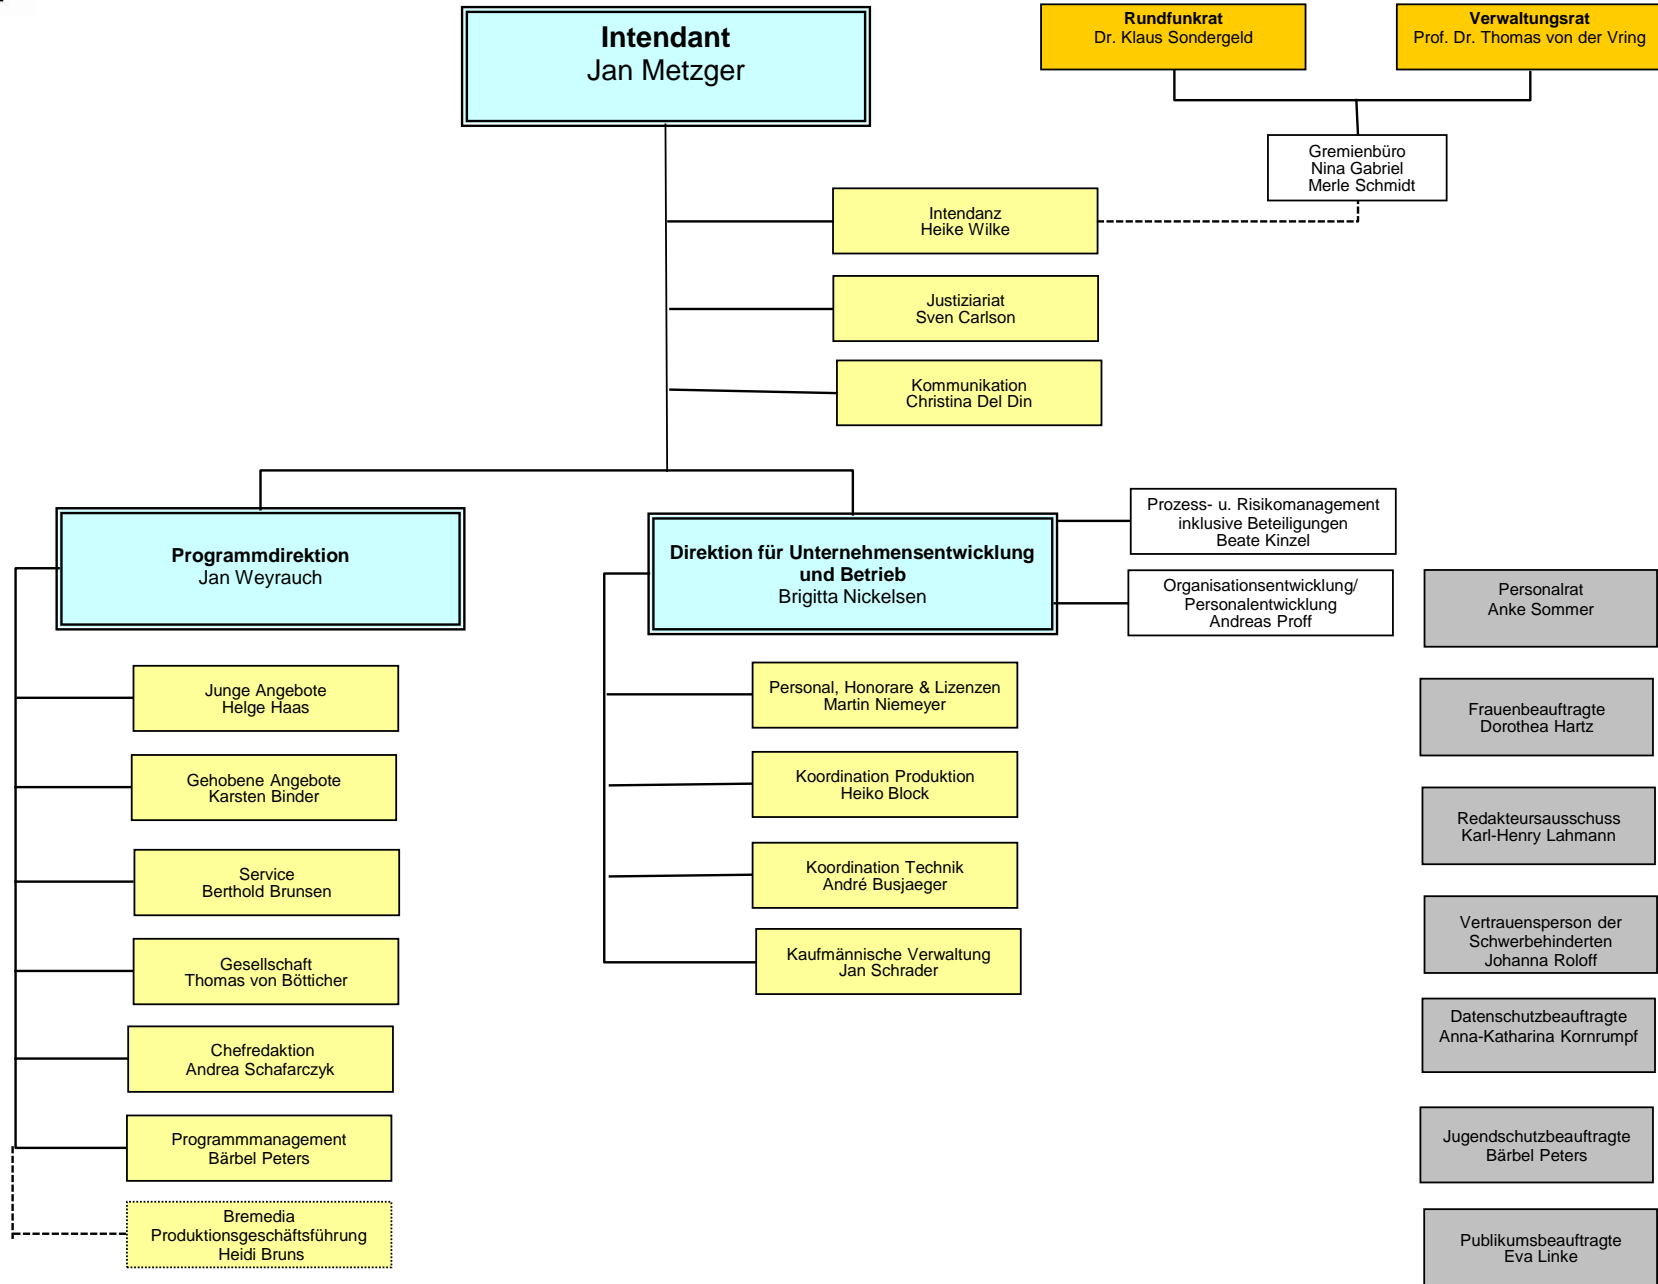 Intendant
Jan Metzger
Rundfunkrat
Dr. Klaus Sondergeld
Verwaltungsrat
Prof. Dr. Thomas von der Vring
Gremienbüro
Nina Gabriel
Merle Schmidt
Intendanz
Heike Wilke
Justiziariat
Sven Carlson
Kommunikation
Christina Del Din
Programmdirektion
Jan Weyrauch
Direktion für Unternehmensentwicklung
und Betrieb
Brigitta Nickelsen
Prozess- u. Risikomanagement
inklusive Beteiligungen
Beate Kinzel
Organisationsentwicklung/
Personalentwicklung
Andreas Proff
Junge Angebote
Helge Haas
Gehobene Angebote
Karsten Binder
Service
Berthold Brunsen
Gesellschaft
Thomas von Bötticher
Chefredaktion
Andrea Schafarczyk
Programmmanagement
Bärbel Peters
Bremedia
Produktionsgeschäftsführung
Heidi Bruns
Personal, Honorare & Lizenzen
Martin Niemeyer
Koordination Produktion
Heiko Block
Koordination Technik
André Busjaeger
Kaufmännische Verwaltung
Jan Schrader
Personalrat
Anke Sommer
Frauenbeauftragte
Dorothea Hartz
Redakteursausschuss
Karl-Henry Lahmann
Vertrauensperson der
Schwerbehinderten
Johanna Roloff
Datenschutzbeauftragte
Anna-Katharina Kornrumpf
Jugendschutzbeauftragte
Bärbel Peters
Publikumsbeauftragte
Eva Linke